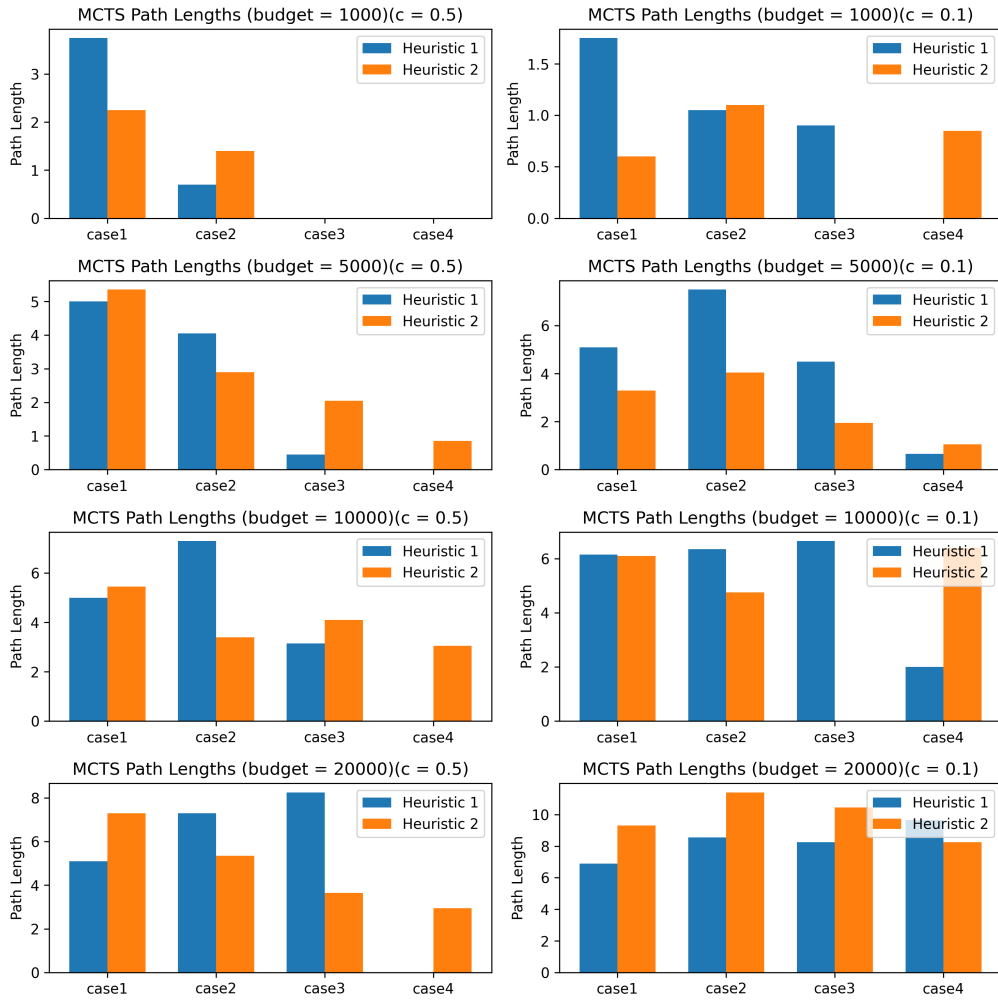 MCTS Path Lengths (budget = 1000)(c = 0.5)
Path Length
3
2
1
0
Heuristic 1
Heuristic 2
case1 case2 case3 case4
MCTS Path Lengths (budget = 1000)(c = 0.1)
Path Length
1.5
1.0
0.5
0.0
Heuristic 1
Heuristic 2
case1 case2 case3 case4
MCTS Path Lengths (budget = 5000)(c = 0.5)
Path Length
5
4
3
2
1
0
Heuristic 1
Heuristic 2
case1 case2 case3 case4
MCTS Path Lengths (budget = 5000)(c = 0.1)
Path Length
6
4
2
0
Heuristic 1
Heuristic 2
case1 case2 case3 case4
MCTS Path Lengths (budget = 10000)(c = 0.5)
Path Length
6
4
2
0
Heuristic 1
Heuristic 2
case1 case2 case3 case4
MCTS Path Lengths (budget = 10000)(c = 0.1)
Path Length
6
4
2
0
Heuristic 1
Heuristic 2
case1 case2 case3 case4
MCTS Path Lengths (budget = 20000)(c = 0.5)
Path Length
8
6
4
2
0
Heuristic 1
Heuristic 2
case1 case2 case3 case4
MCTS Path Lengths (budget = 20000)(c = 0.1)
Path Length
10
8
6
4
2
0
Heuristic 1
Heuristic 2
case1 case2 case3 case4